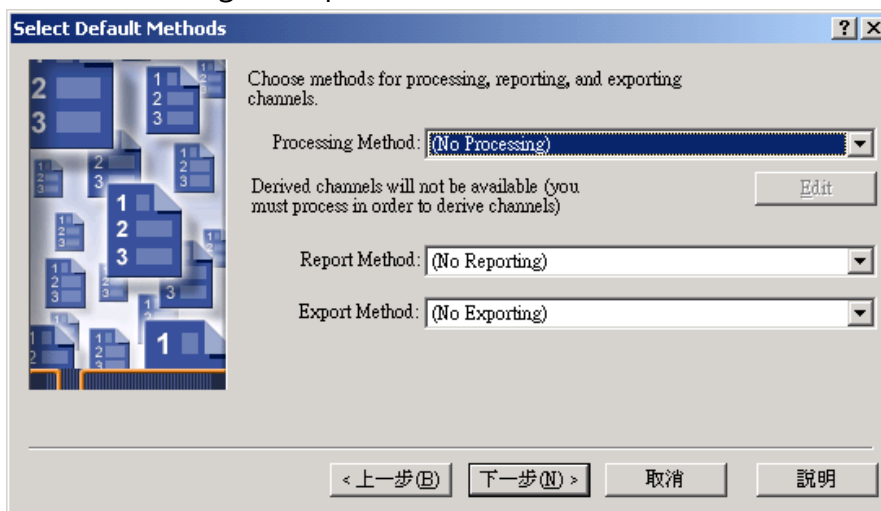 Select Default Methods
Choose methods for processing, reporting, and exporting
channels.
Processing Method: (No Processing)
Derived channels will not be available (you
must process in order to derive channels)
Edit
Report Method: (No Reporting)
Export Method: (No Exporting)
<上一步(B)
下一步(N)>
取消
說明